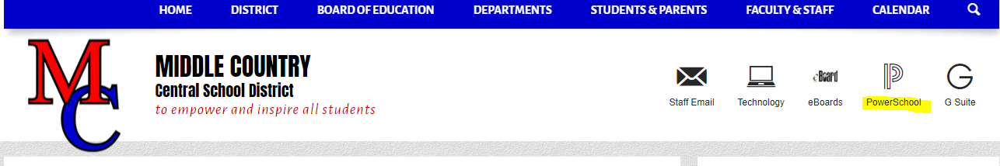 HOME DISTRICT BOARD OF EDUCATION DEPARTMENTS STUDENTS & PARENTS FACULTY & STAFF CALENDAR
MC
MIDDLE COUNTRY
Central School District
to empower and inspire all students
eBoard
Staff Email Technology eBoards PowerSchool G Suite